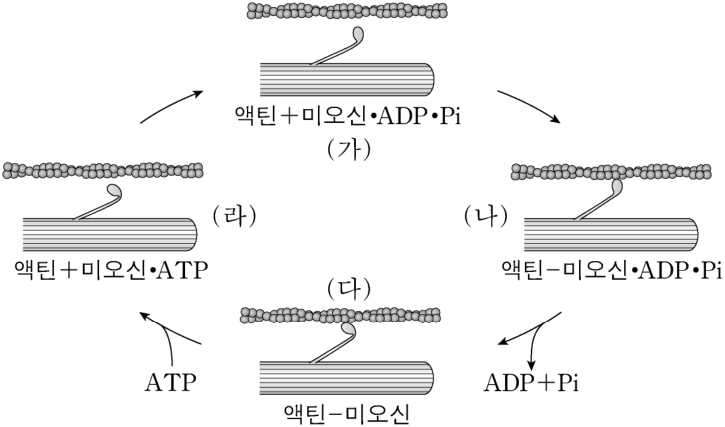 액틴+미오신•ADP•Pi
(가)
(라)
(나)
액틴+미오신•ATP
액틴-미오신•ADP•Pi
(다)
ATP
ADP+Pi
액틴-미오신